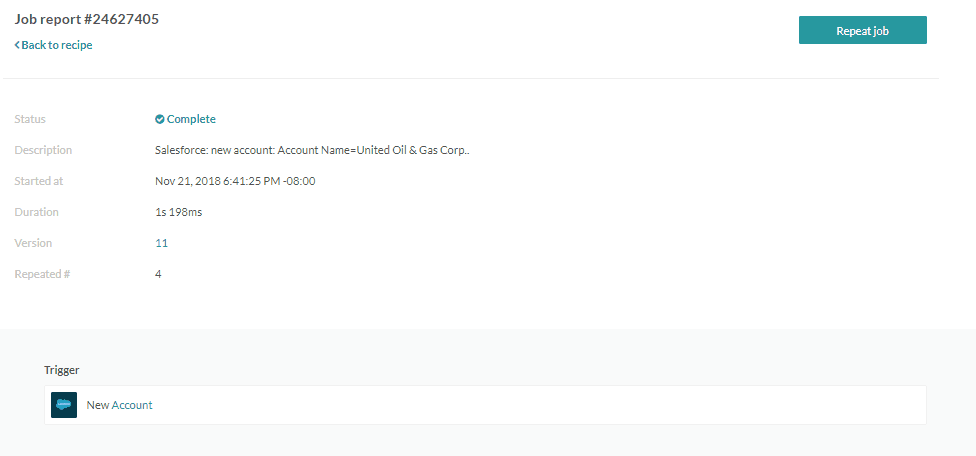 Job report #24627405
Back to recipe
Repeat job
Status Complete
Description Salesforce: new account: Account Name=United Oil & Gas Corp..
Started at Nov 21, 2018 6:41:25 PM -08:00
Duration 1s 198ms
Version 11
Repeated # 4
Trigger
New Account